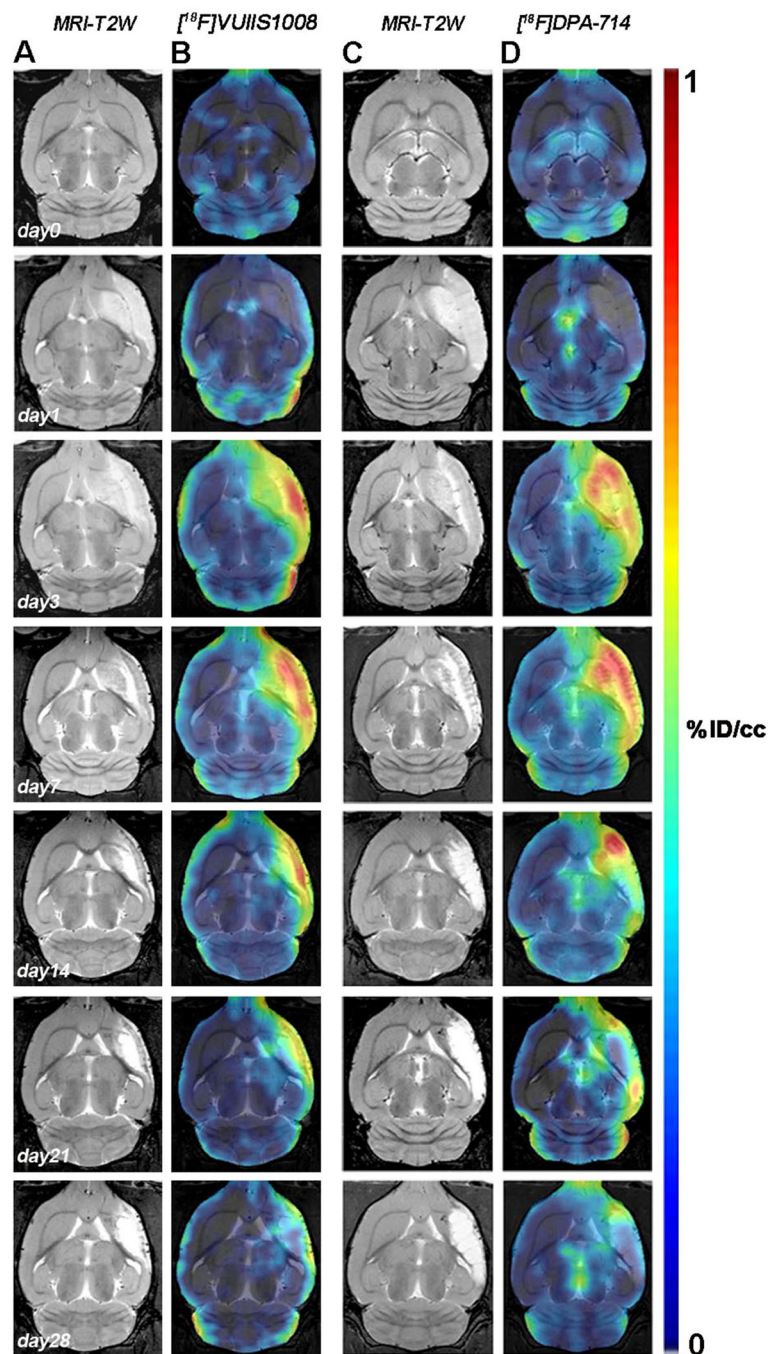 MRI-T2W [¹⁸F]VUIIS1008 MRI-T2W [¹⁸F]DPA-714
A B C D
1
day0
day1
day3
day7
%ID/cc
day14
day21
day28
0